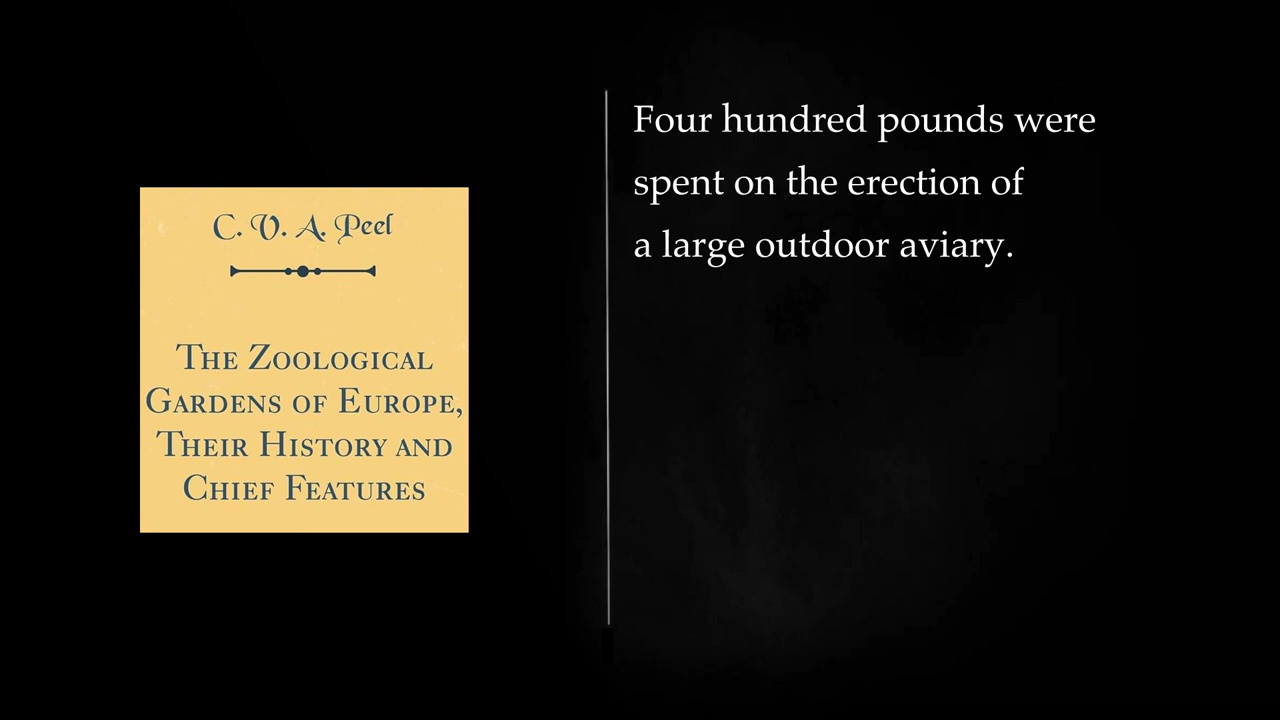 C. V. A. Peel
The Zoological
Gardens of Europe,
Their History and
Chief Features
Four hundred pounds were
spent on the erection of
a large outdoor aviary.